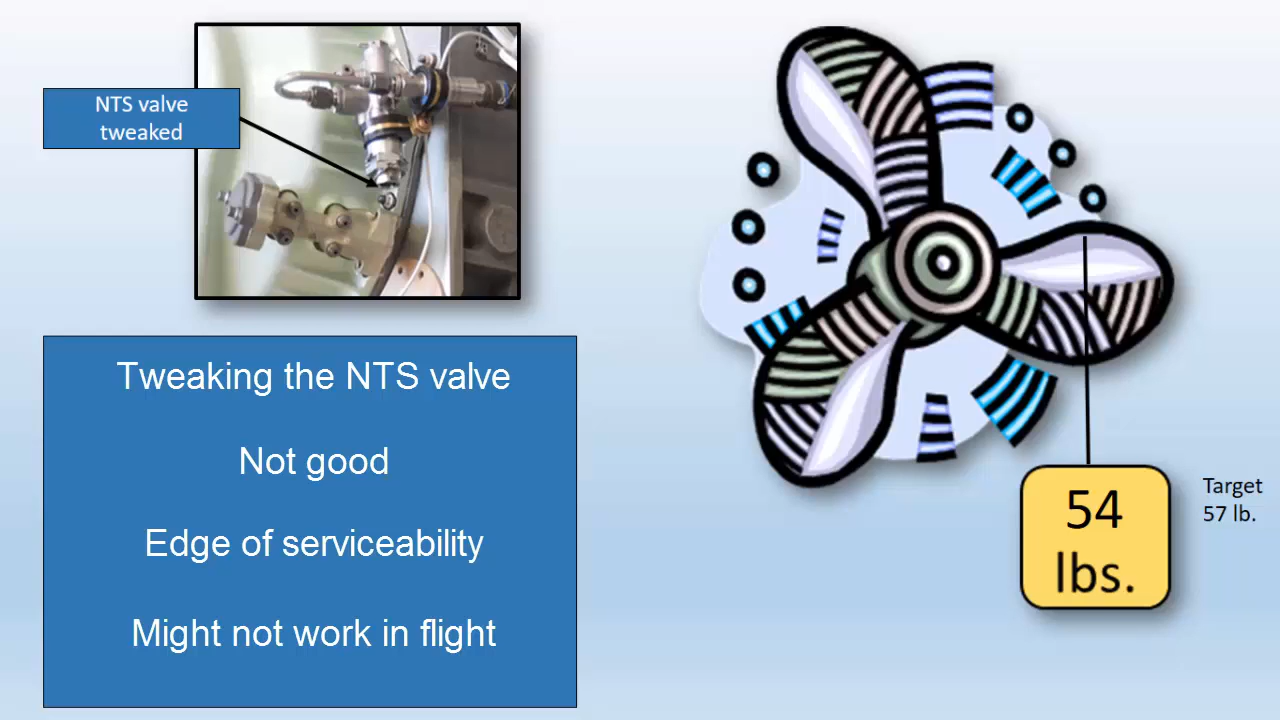 NTS valve
tweaked
Tweaking the NTS valve
Not good
Edge of serviceability
Might not work in flight
54
lbs.
Target
57 lb.